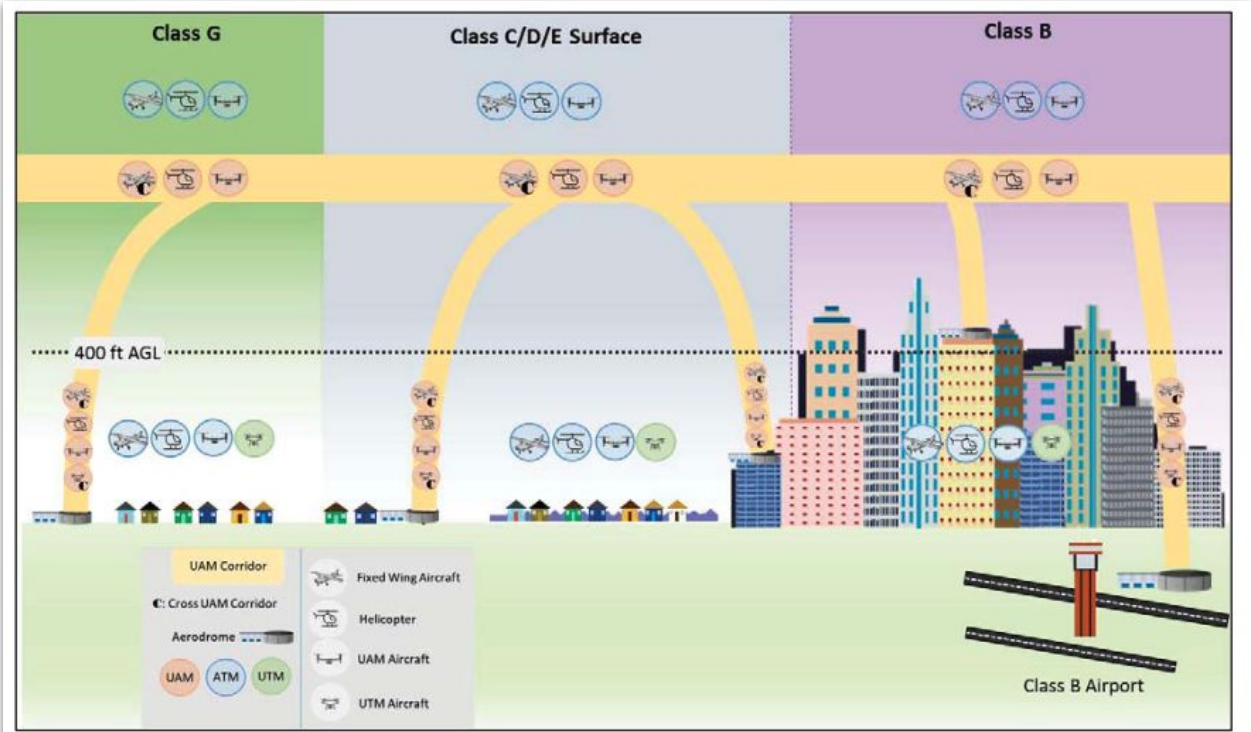 Class G
Class C/D/E Surface
Class B
C
C
C
400 ft AGL
C
C
C
C
C
C
C
C
UAM Corridor
C: Cross UAM Corridor
Aerodrome
UAM
ATM
UTM
Fixed Wing Aircraft
Helicopter
UAM Aircraft
UTM Aircraft
Class B Airport